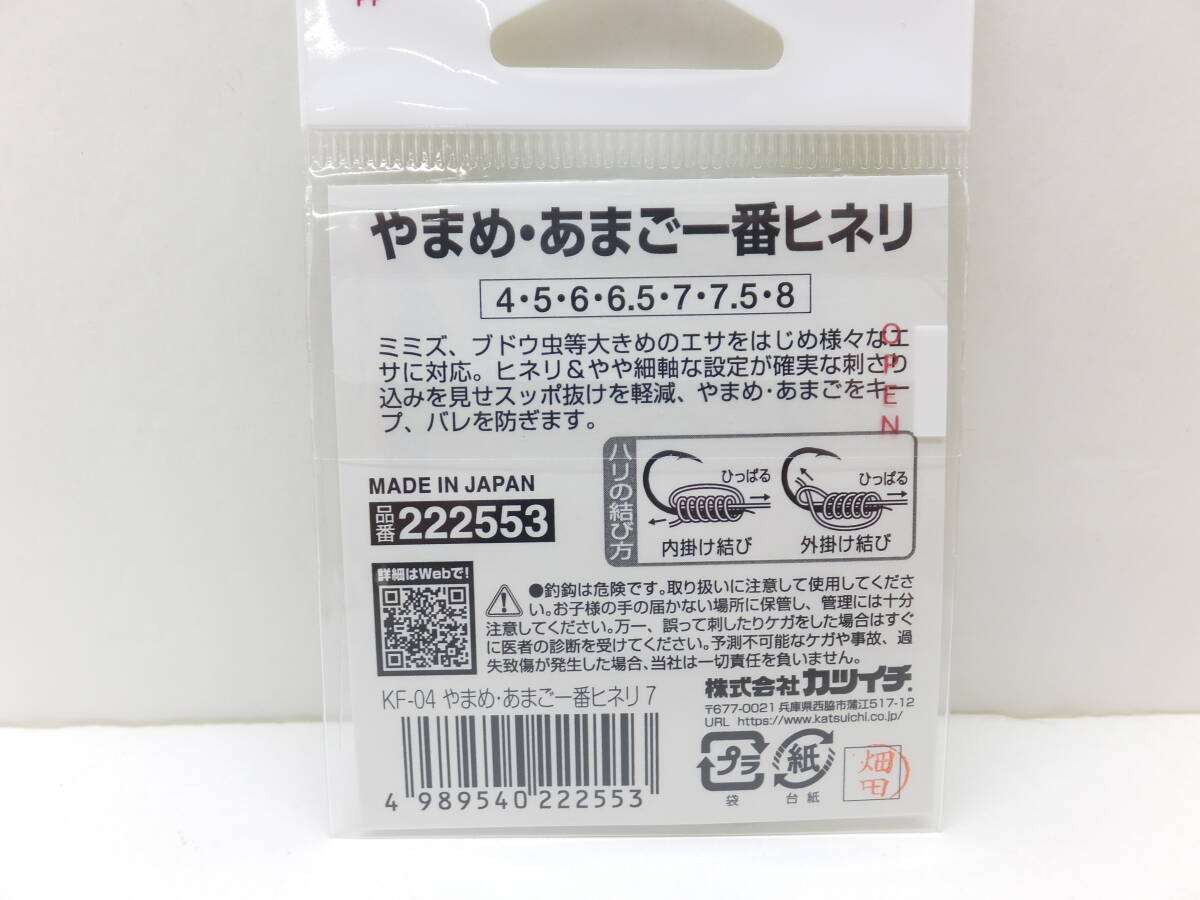 やまめ・あまご一番ヒネリ
4・5・6・6.5・7・7.5・8
ミミズ、ブドウ虫等大きめのエサをはじめ様々なエ
サに対応。ヒネリ＆やや細軸な設定が確実な刺さり
込みを見せスッポ抜けを軽減、やまめ・あまごをキー
プ、バレを防ぎます。
OPEN
ハリの結び方
ひっぱる
内掛け結び
ひっぱる
外掛け結び
MADE IN JAPAN
品番 222553
詳細はWebで!
●釣鈎は危険です。取り扱いに注意して使用してくださ
い。お子様の手の届かない場所に保管し、管理には十分
注意してください。万一、誤って刺したりケガをした場合はすぐ
に医者の診断を受けてください。予測不可能なケガや事故、過
失致傷が発生した場合、当社は一切責任を負いません。
KF-04 やまめ・あまご一番ヒネリ 7
4 989540 222553
株式会社カツイチ.
〒677-0021 兵庫県西脇市蒲江517-12
URL https://www.katsuichi.co.jp/
プラ
袋
紙
台紙
畑田